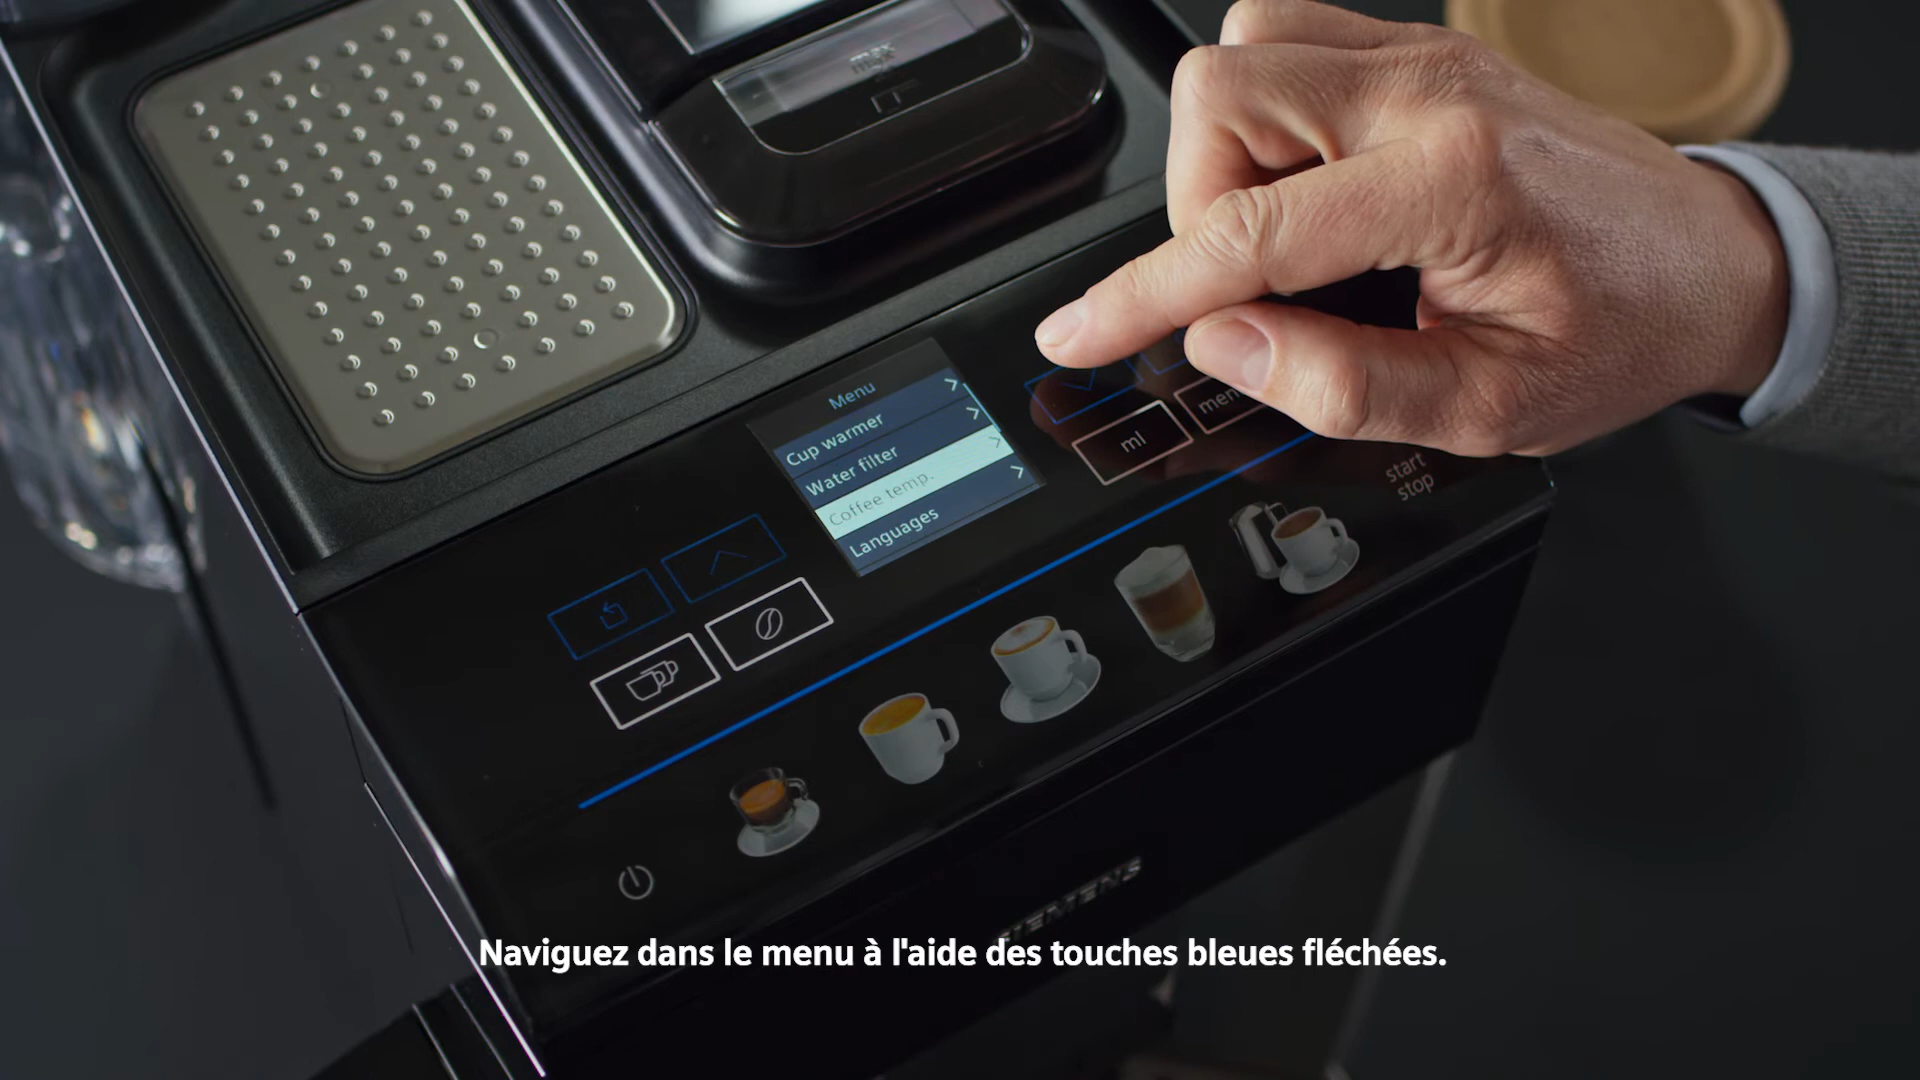 max
Menu
Cup warmer
Water filter
Coffee temp.
Languages
ml
men
start
stop
SIEMENS
Naviguez dans le menu à l'aide des touches bleues fléchées.